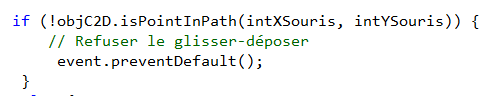 if (!objC2D.isPointInPath(intXSouris, intYSouris)) {
// Refuser le glisser-déposer
event.preventDefault();
}